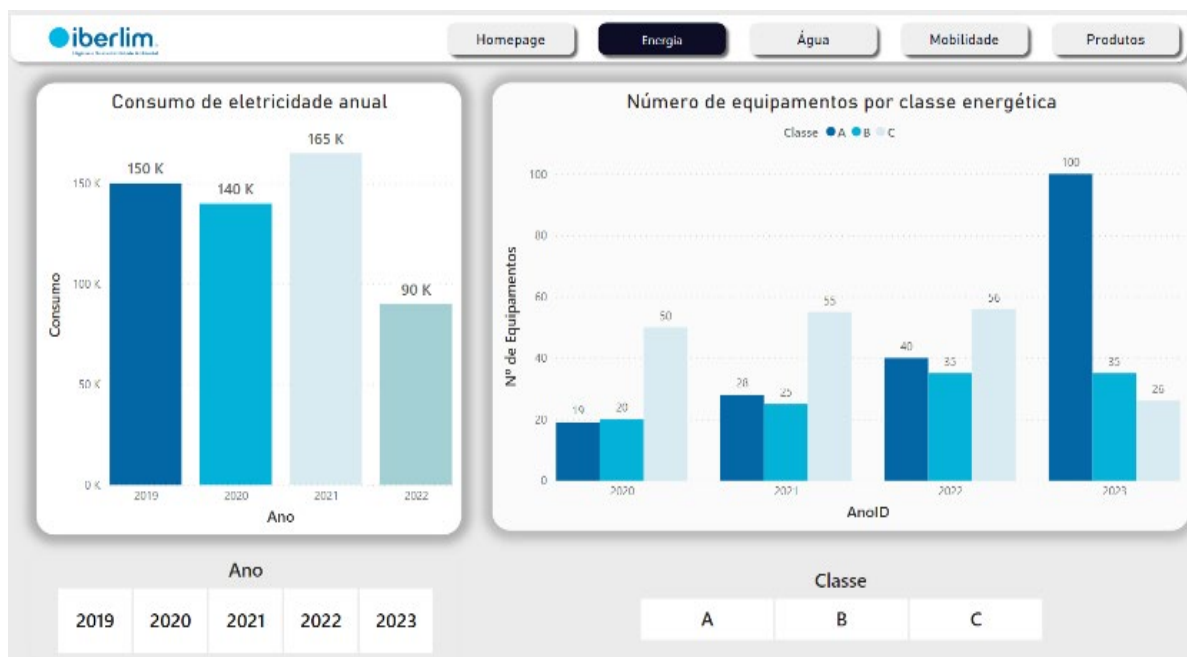 iberlim
Homepage
Energia
Água
Mobilidade
Produtos
Consumo de eletricidade anual
165 K
150 K
150 K
140 K
100 K
90 K
50 K
0 K
Consumo
2019 2020 2021 2022
Ano
Número de equipamentos por classe energética
Classe A B C
100
100
80
60
50
55
56
40
40
35
35
28
25
26
20
19
20
0
Nº de Equipamentos
2020 2021 2022 2023
AnoID
Ano
2019 2020 2021 2022 2023
Classe
A B C